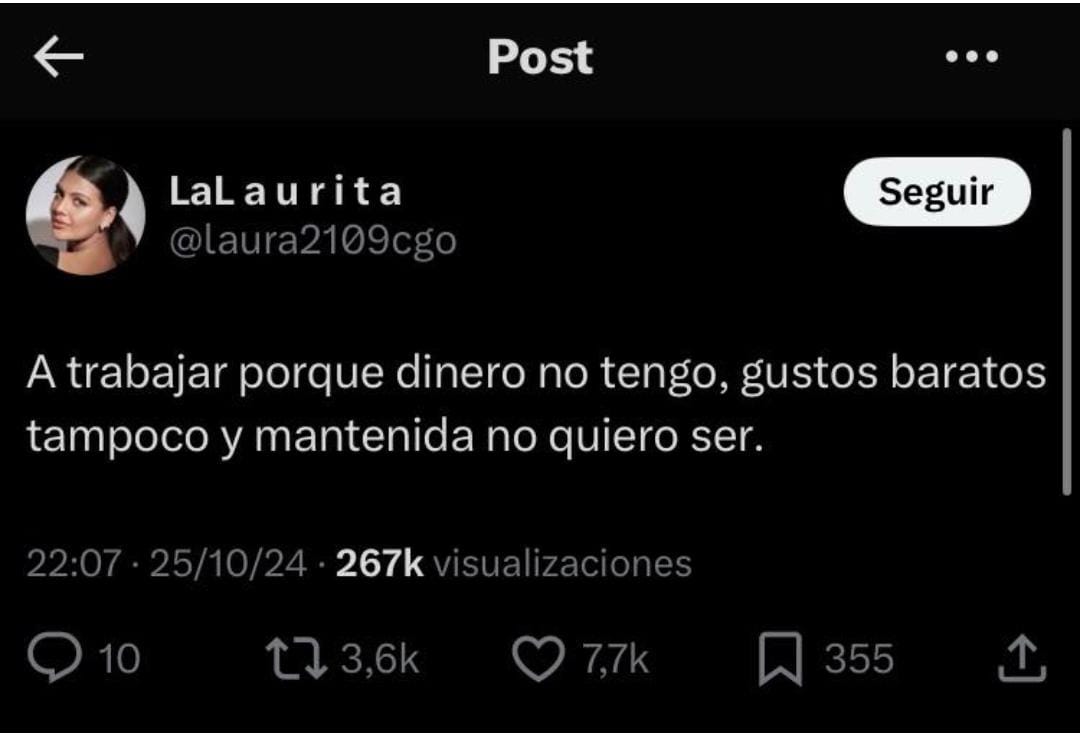 Post
LaLaurita
Seguir
@laura2109cgo
A trabajar porque dinero no tengo, gustos baratos
tampoco y mantenida no quiero ser.
22:07 · 25/10/24 · 267k visualizaciones
10 3,6k 7,7k 355